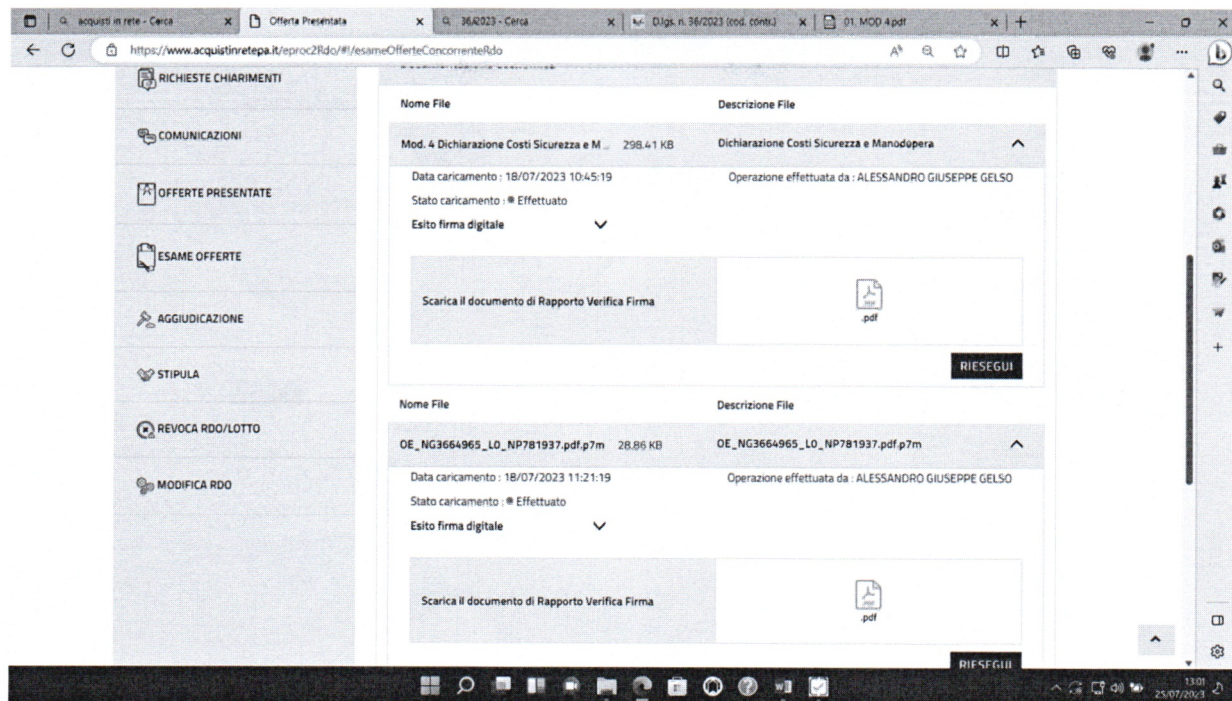 acquisti in rete - Cerca
Offerta Presentata
36/2023 - Cerca
D.lgs. n. 36/2023 (cod. contr.)
01. MOD 4.pdf
https://www.acquistinretepa.it/eproc2Rdo/#!/esameOfferteConcorrenteRdo
RICHIESTE CHIARIMENTI
COMUNICAZIONI
OFFERTE PRESENTATE
ESAME OFFERTE
AGGIUDICAZIONE
STIPULA
REVOCA RDO/LOTTO
MODIFICA RDO
Nome File Descrizione File
Mod. 4 Dichiarazione Costi Sicurezza e M ... 298.41 KB Dichiarazione Costi Sicurezza e Manodopera
Data caricamento : 18/07/2023 10:45:19 Operazione effettuata da : ALESSANDRO GIUSEPPE GELSO
Stato caricamento : Effettuato
Esito firma digitale
Scarica il documento di Rapporto Verifica Firma .pdf
RIESEGUI
Nome File Descrizione File
OE_NG3664965_L0_NP781937.pdf.p7m 28.86 KB OE_NG3664965_L0_NP781937.pdf.p7m
Data caricamento : 18/07/2023 11:21:19 Operazione effettuata da : ALESSANDRO GIUSEPPE GELSO
Stato caricamento : Effettuato
Esito firma digitale
Scarica il documento di Rapporto Verifica Firma .pdf
RIESEGUI
13:01
25/07/2023